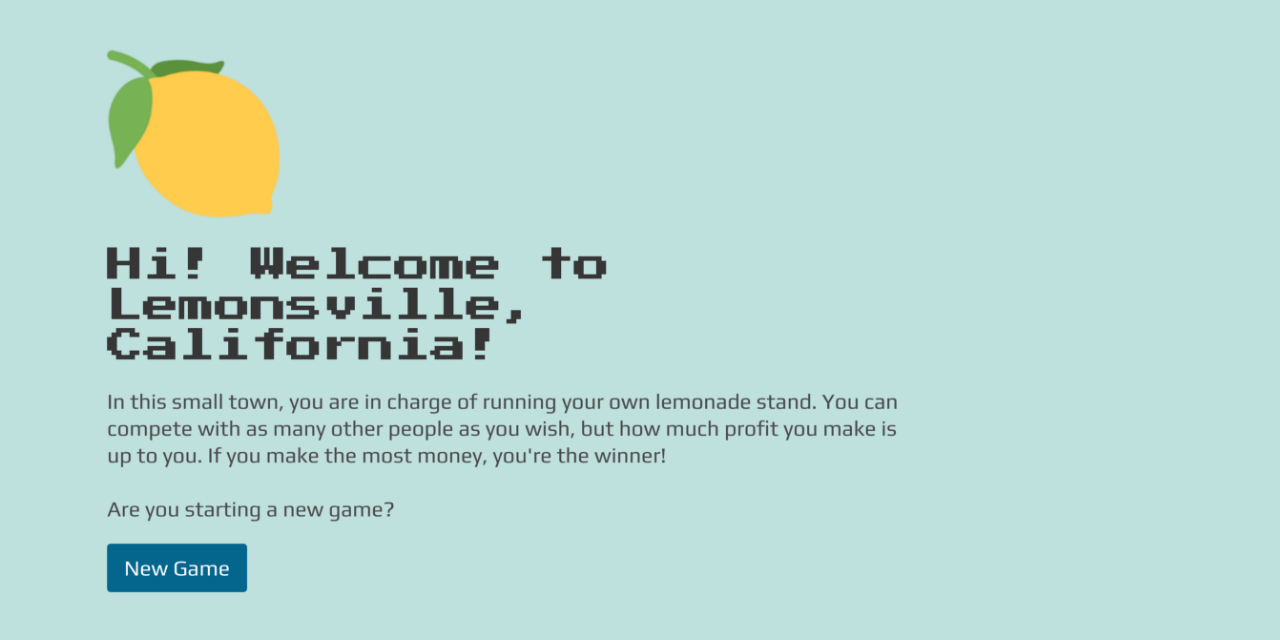 Hi! Welcome to
Lemonsville,
California!
In this small town, you are in charge of running your own lemonade stand. You can
compete with as many other people as you wish, but how much profit you make is
up to you. If you make the most money, you're the winner!
Are you starting a new game?
New Game